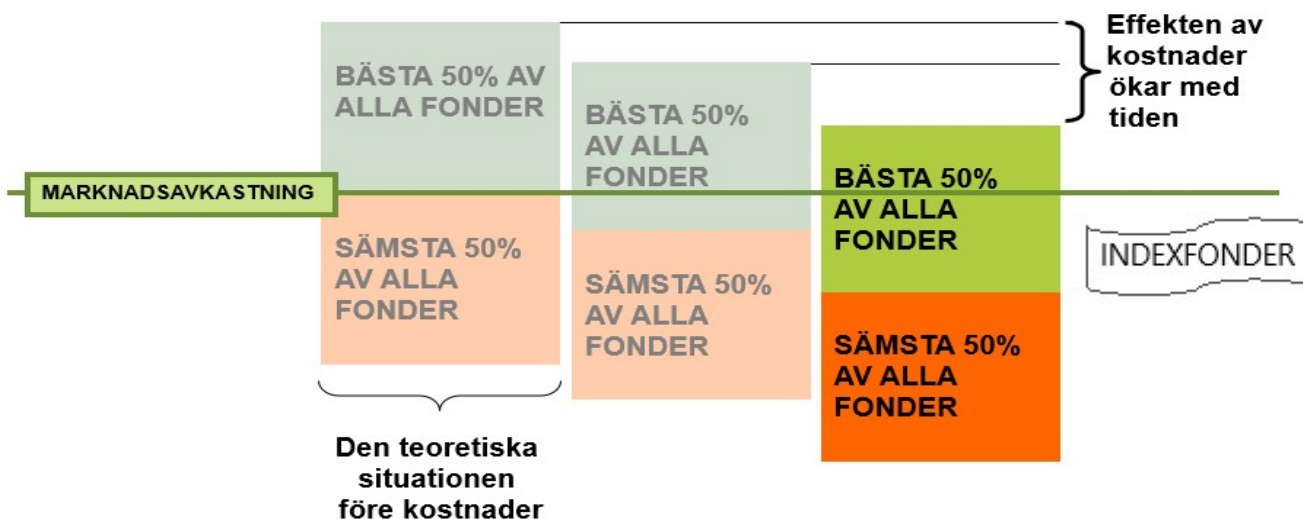 BÄSTA 50% AV
ALLA FONDER
BÄSTA 50%
AV ALLA
FONDER
BÄSTA 50%
AV ALLA
FONDER
Effekten av
kostnader
ökar med
tiden
MARKNADSAVKASTNING
SÄMSTA 50%
AV ALLA
FONDER
SÄMSTA 50%
AV ALLA
FONDER
SÄMSTA 50%
AV ALLA
FONDER
INDEXFONDER
Den teoretiska
situationen
före kostnader